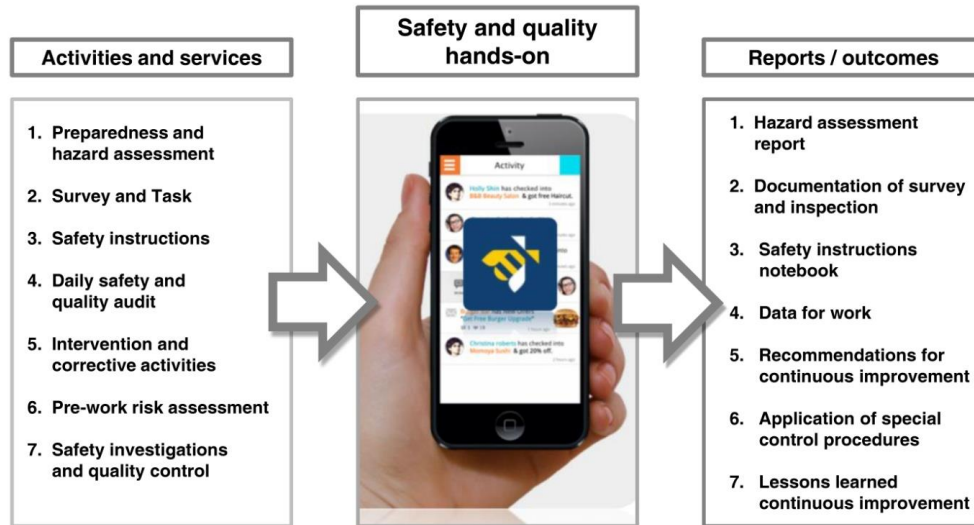 Activities and services
Safety and quality
hands-on
Reports / outcomes
1. Preparedness and
hazard assessment
2. Survey and Task
3. Safety instructions
4. Daily safety and
quality audit
5. Intervention and
corrective activities
6. Pre-work risk assessment
7. Safety investigations
and quality control
Activity
Holly Shin has checked into
B&B Beauty Salon & got free Haircut.
"Get Free Burger Upgrade"
Christina roberts has checked into
Momoya Sushi & got 20% off.
1. Hazard assessment
report
2. Documentation of survey
and inspection
3. Safety instructions
notebook
4. Data for work
5. Recommendations for
continuous improvement
6. Application of special
control procedures
7. Lessons learned
continuous improvement